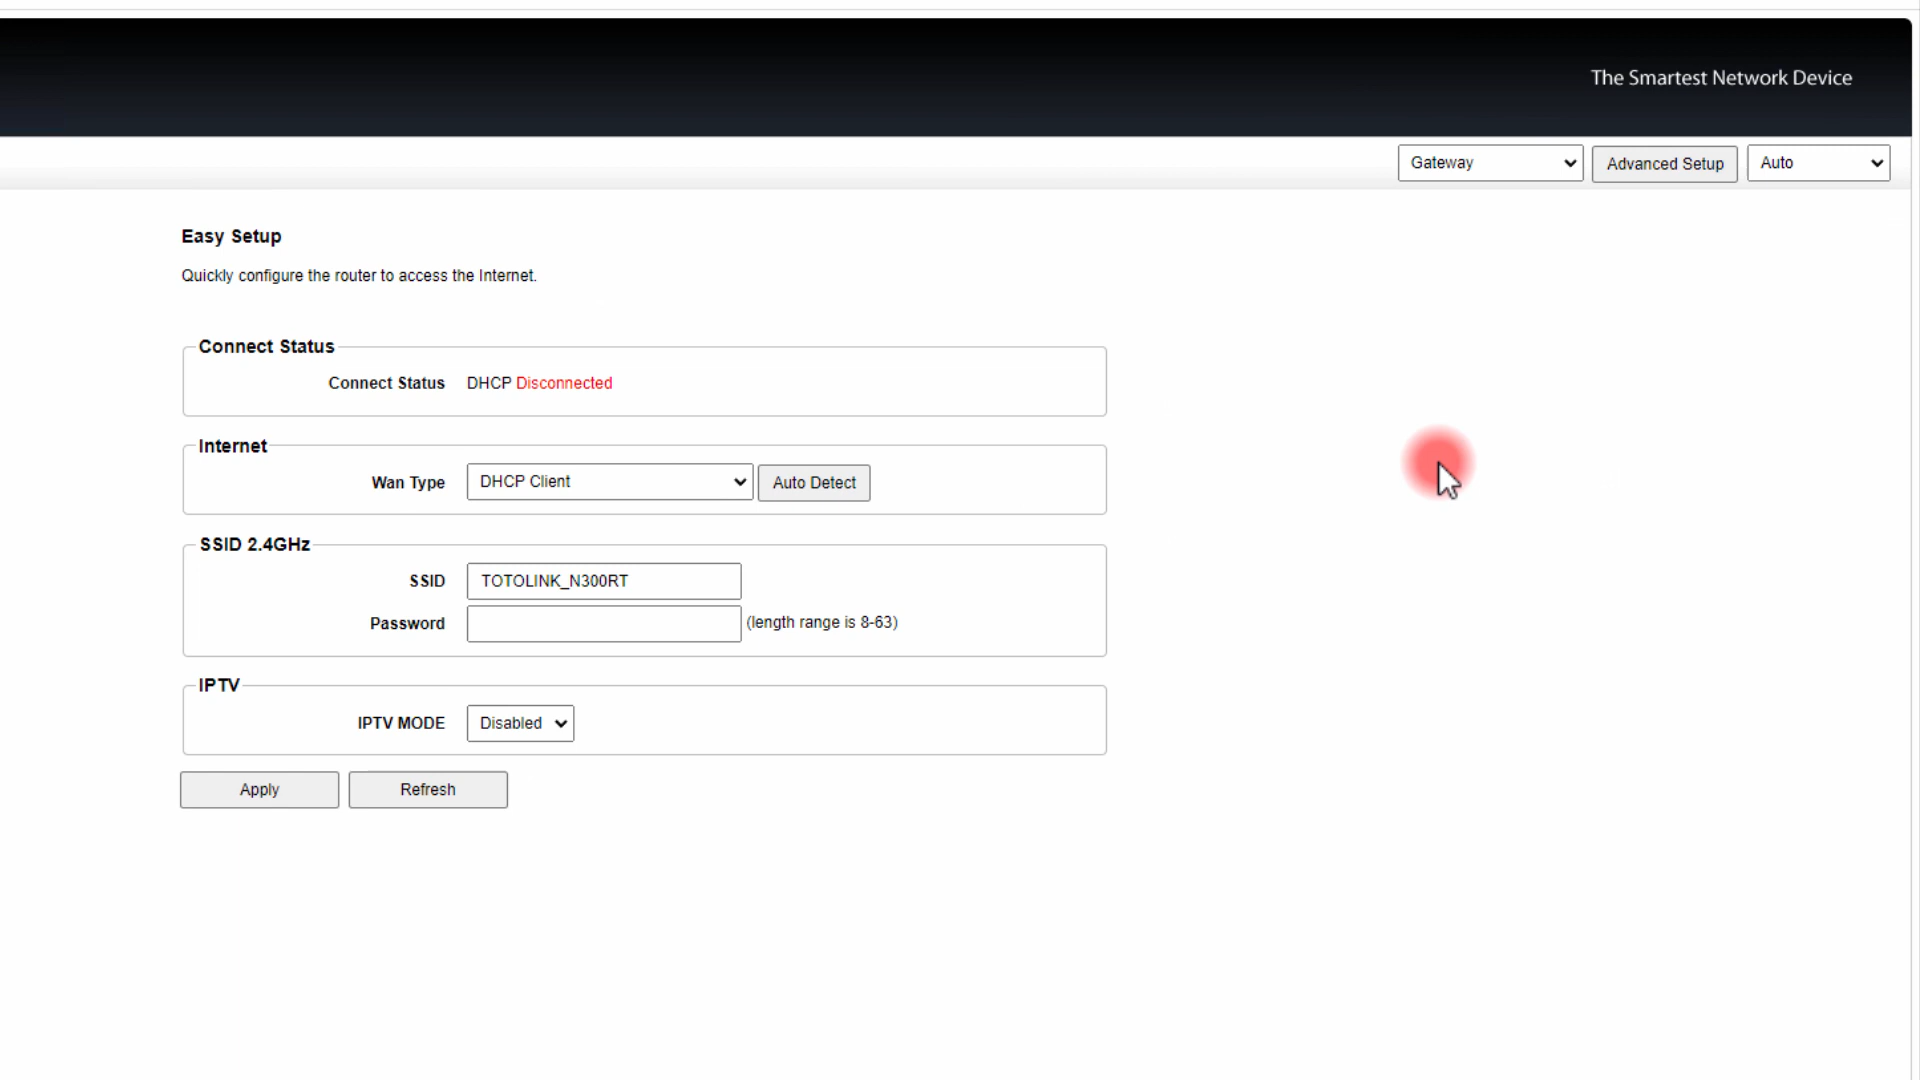 The Smartest Network Device
Gateway Advanced Setup Auto
Easy Setup
Quickly configure the router to access the Internet.
Connect Status
Connect Status DHCP Disconnected
Internet
Wan Type DHCP Client Auto Detect
SSID 2.4GHz
SSID TOTOLINK_N300RT
Password (length range is 8-63)
IPTV
IPTV MODE Disabled
Apply Refresh